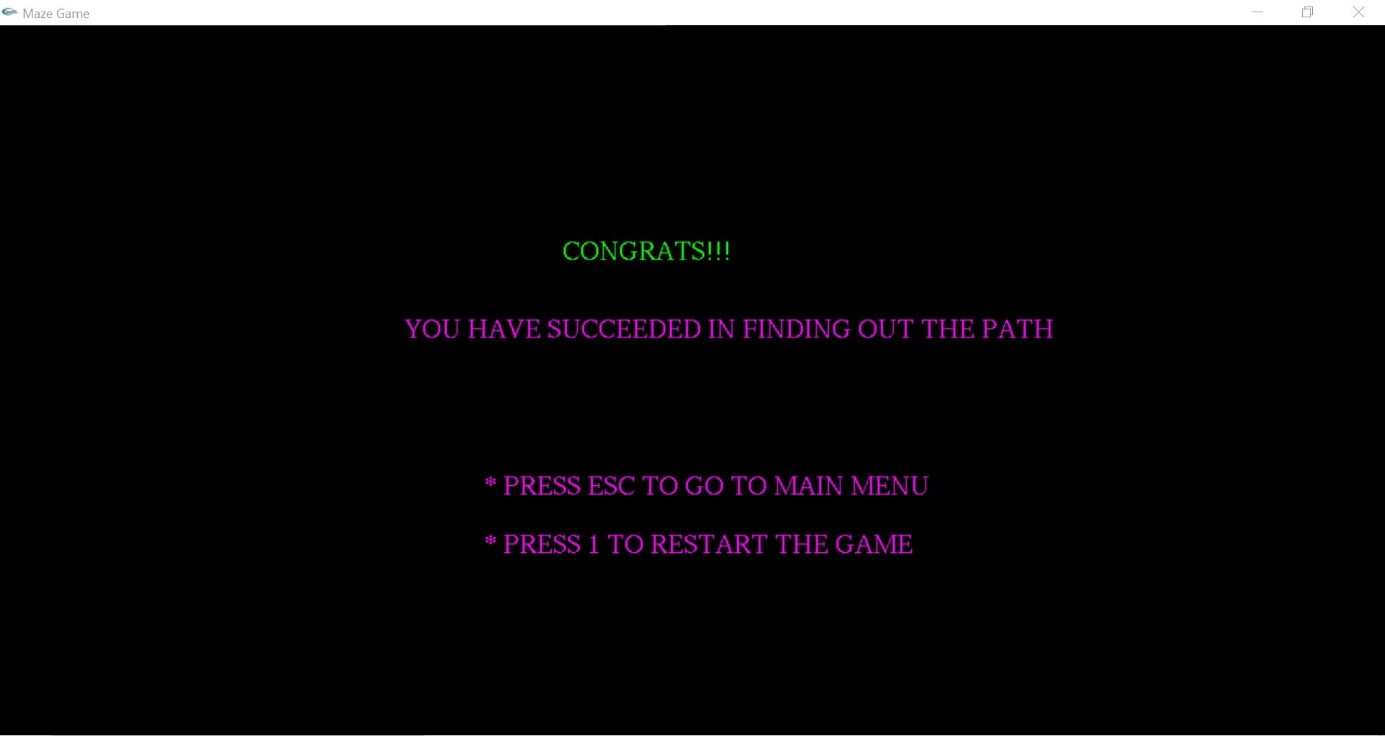 Maze Game
CONGRATS!!!
YOU HAVE SUCCEEDED IN FINDING OUT THE PATH
* PRESS ESC TO GO TO MAIN MENU
* PRESS 1 TO RESTART THE GAME